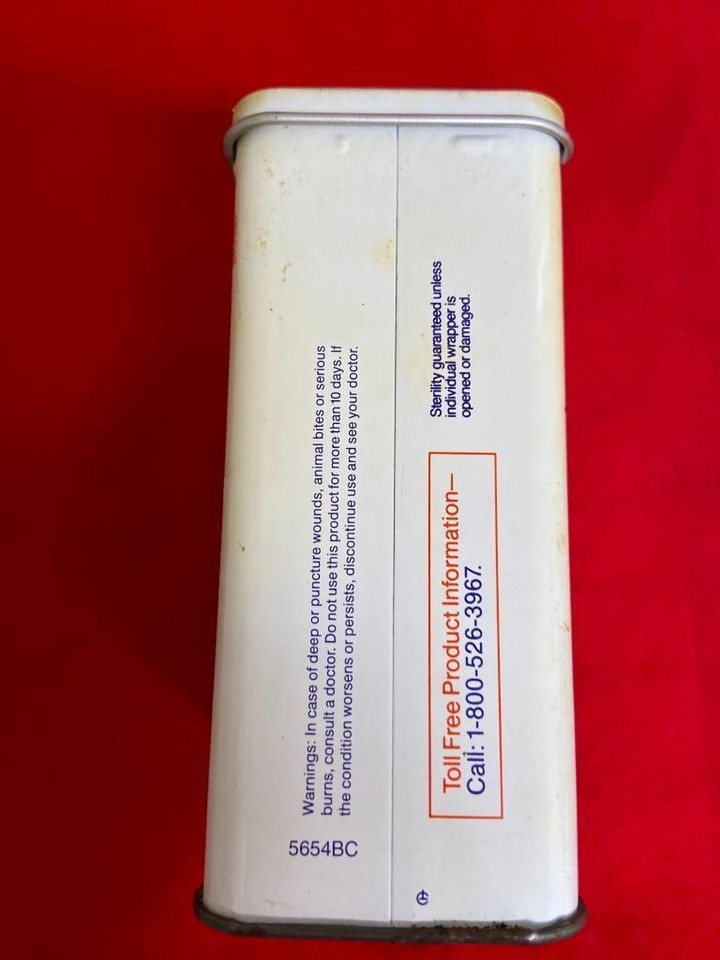 Warnings: In case of deep or puncture wounds, animal bites or serious
burns, consult a doctor. Do not use this product for more than 10 days. If
the condition worsens or persists, discontinue use and see your doctor.
5654BC
Sterility guaranteed unless
individual wrapper is
opened or damaged.
Toll Free Product Information—
Call: 1-800-526-3967.